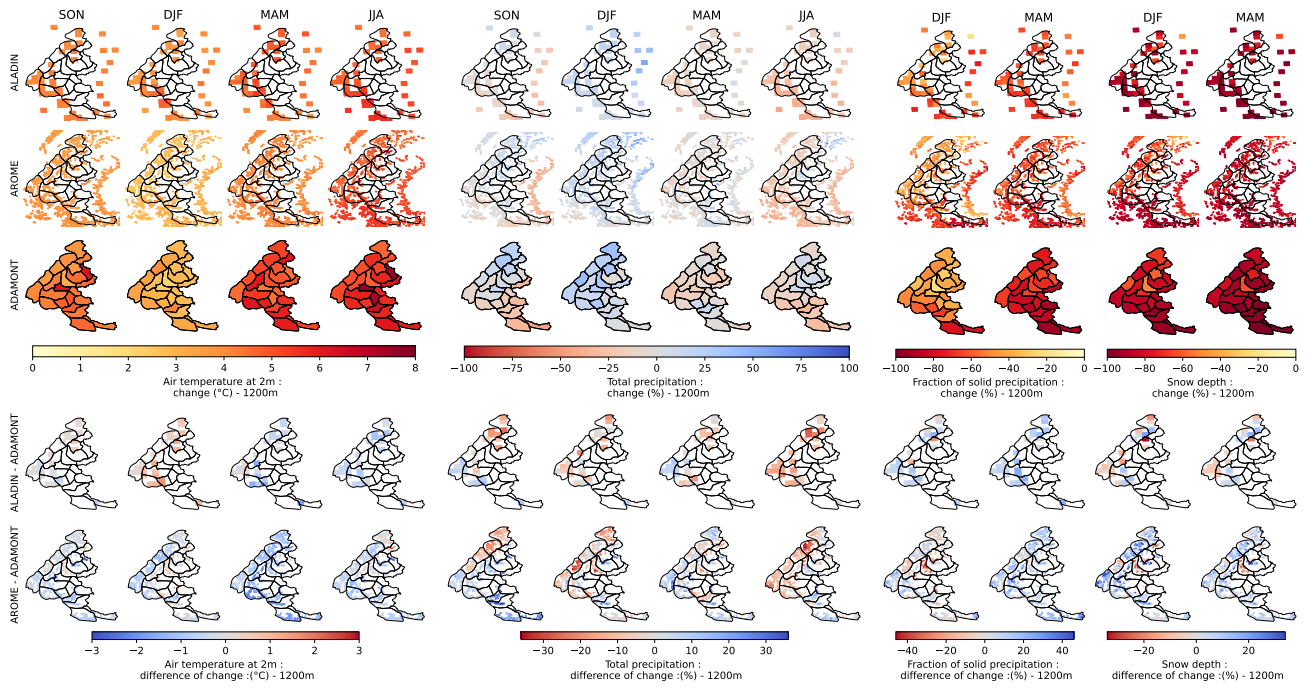 SON DJF MAM JJA SON DJF MAM JJA DJF MAM DJF MAM
ALADIN
AROME
ADAMONT
0 1 2 3 4 5 6 7 8
Air temperature at 2m :
change (°C) - 1200m
−100 −75 −50 −25 0 25 50 75 100
Total precipitation :
change (%) - 1200m
−100 −80 −60 −40 −20 0
Fraction of solid precipitation :
change (%) - 1200m
−100 −80 −60 −40 −20 0
Snow depth :
change (%) - 1200m
ALADIN - ADAMONT
AROME - ADAMONT
−3 −2 −1 0 1 2 3
Air temperature at 2m :
difference of change :(°C) - 1200m
−30 −20 −10 0 10 20 30
Total precipitation :
difference of change :(%) - 1200m
−40 −20 0 20 40
Fraction of solid precipitation :
difference of change :(%) - 1200m
−20 0 20
Snow depth :
difference of change :(%) - 1200m